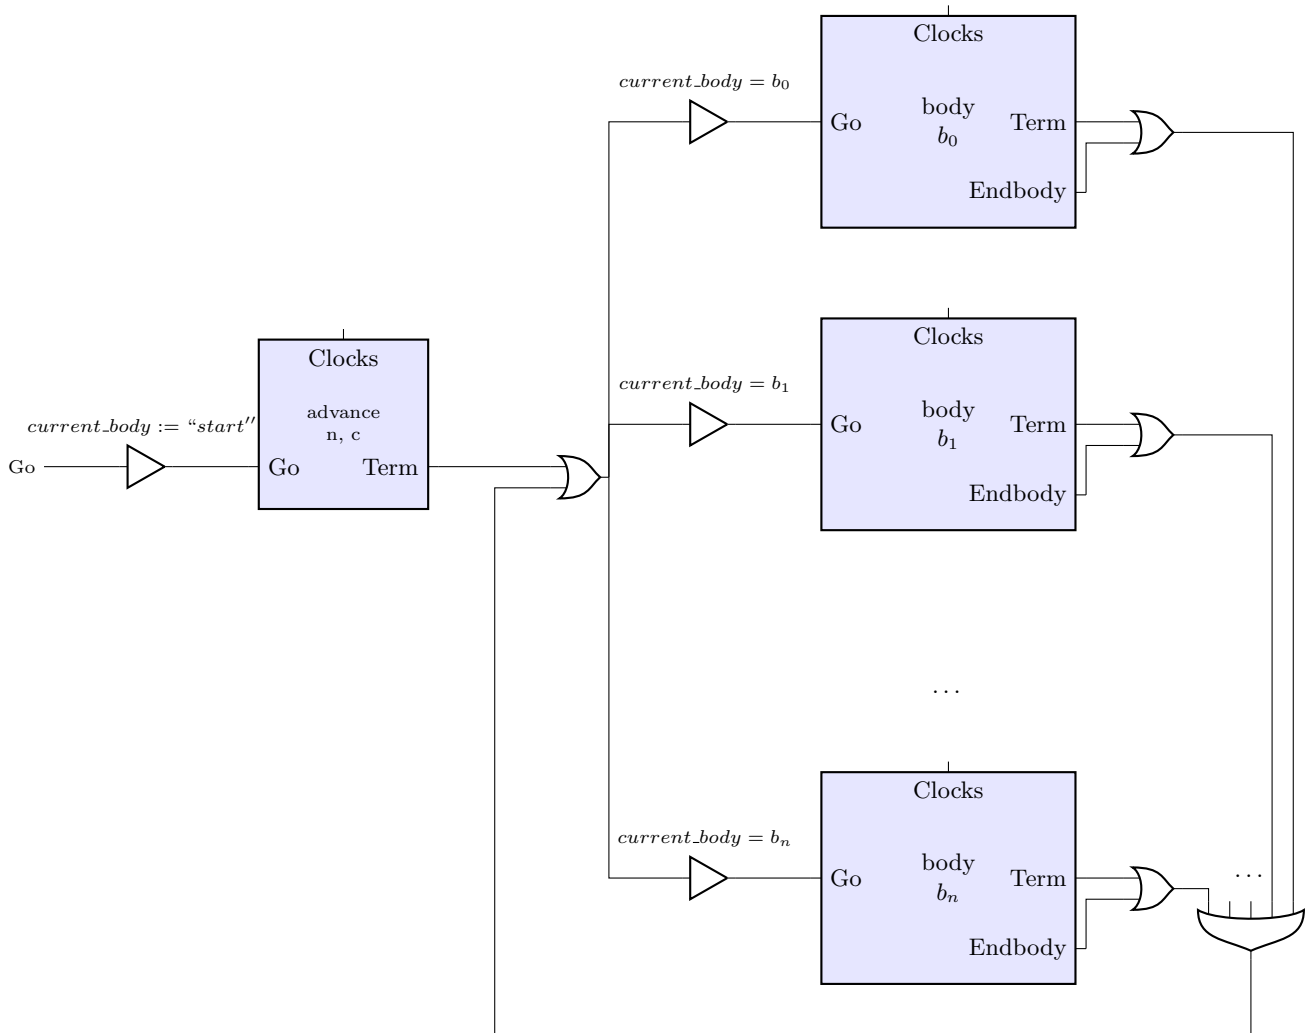 Clocks
current_body = b₀
body
Go
Term
b₀
Endbody
Clocks
current_body = b₁
body
Go
Term
b₁
Endbody
Clocks
advance
n, c
current_body := “start″
Go
Go
Term
...
Clocks
current_body = bₙ
body
Go
Term
bₙ
...
Endbody